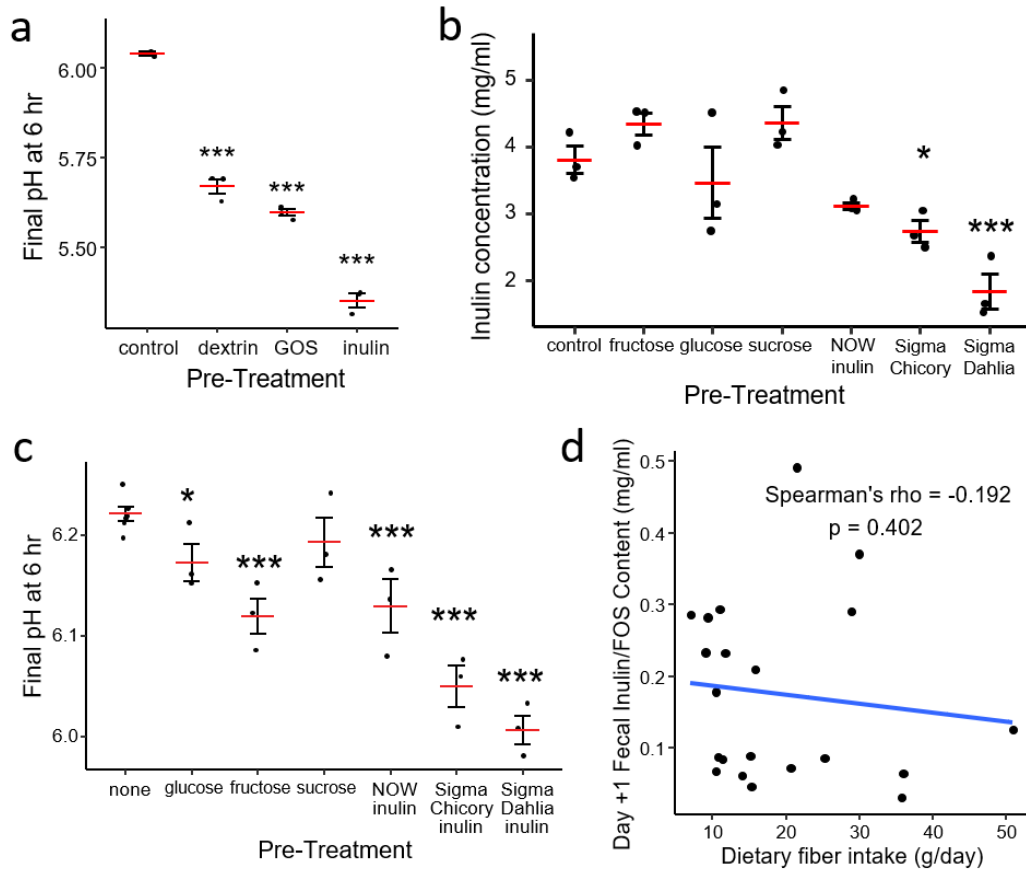 a
Final pH at 6 hr
6.00
5.75
5.50
***
***
***
control dextrin GOS inulin
Pre-Treatment
b
Inulin concentration (mg/ml)
5
4
3
2
*
***
control fructose glucose sucrose NOW inulin Sigma Chicory Sigma Dahlia
Pre-Treatment
c
Final pH at 6 hr
6.2
6.1
6.0
*
***
***
***
***
none glucose fructose sucrose NOW inulin Sigma Chicory inulin Sigma Dahlia inulin
Pre-Treatment
d
Day +1 Fecal Inulin/FOS Content (mg/ml)
0.5
0.4
0.3
0.2
0.1
Spearman's rho = -0.192
p = 0.402
10 20 30 40 50
Dietary fiber intake (g/day)